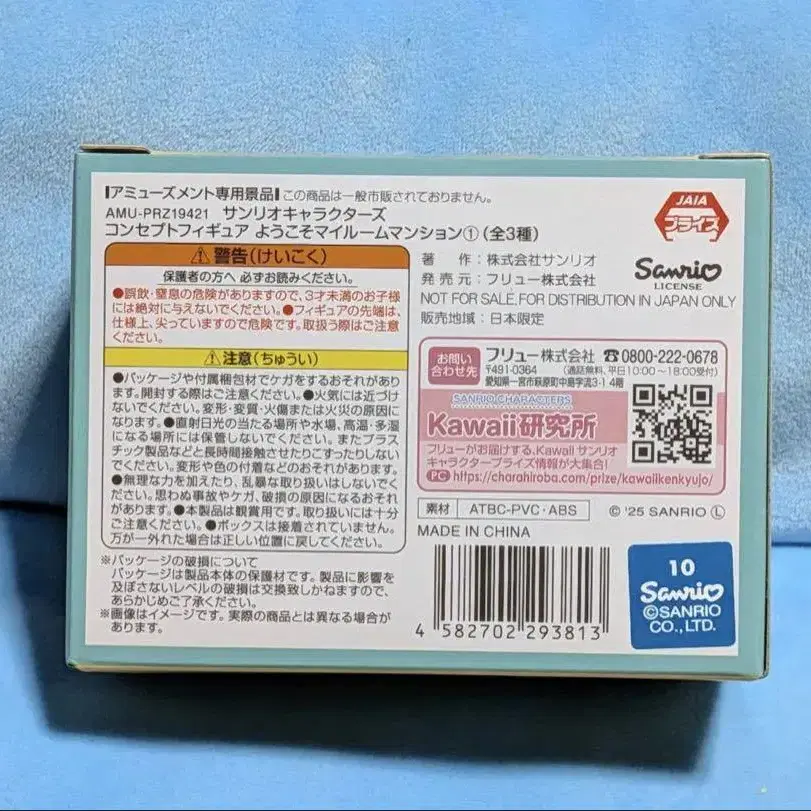 アミューズメント専用景品 この商品は一般市販されておりません。
AMU-PRZ19421 サンリオキャラクターズ
コンセプトフィギュア ようこそマイルームマンション①(全3種)
⚠警告(けいこく)
保護者の方へ 必ずお読みください。
●誤飲・窒息の危険がありますので、3才未満のお子様
には絶対に与えないでください。●フィギュアの先端は、
仕様上、尖っていますので危険です。取扱う際はご注意
ください。
⚠注意(ちゅうい)
●パッケージや付属梱包材でケガをするおそれがありま
す。開封する際はご注意ください。●火気には近づけ
ないでください。変形・変質・火傷または火災の原因に
なります。●直射日光の当たる場所や水場、高温・多湿
になる場所には保管しないでください。またプラス
チック製品などと長時間接触させたりこすったりしない
でください。変形や色の付着などのおそれがあります。
●無理な力を加えたり、乱暴な取り扱いはしないでくだ
さい。思わぬ事故やケガ、破損の原因になるおそれ
があります。●本製品は観賞用です。取り扱いには十分
ご注意ください。●ボックスは接着されていません。
万が一外れた場合は正しい位置に戻してください。
※パッケージの破損について
パッケージは製品本体の保護材です。製品に影響を
及ぼさないレベルの破損は交換致しかねますので、
あらかじめご了承ください。
※画像はイメージです。実際の商品とは異なる場合が
あります。
JAIA
プライズ
著作:株式会社サンリオ
発売元:フリュー株式会社
Sanrio
LICENSE
NOT FOR SALE.FOR DISTRIBUTION IN JAPAN ONLY
販売地域:日本限定
お問い
合わせ先
フリュー株式会社 ☎0800-222-0678
〒491-0364 (通話無料、平日10:00~18:00受付)
愛知県一宮市萩原町中島字流3-1 4階
SANRIO CHARACTERS
Kawaii研究所
フリューがお届けする、Kawaii サンリオ
キャラクタープライズ情報が大集合!
PC https://charahiroba.com/prize/kawaiikenkyujo/
素材 ATBC-PVC・ABS © '25 SANRIO Ⓛ
MADE IN CHINA
4 582702 293813
10
Sanrio
©SANRIO
CO., LTD.